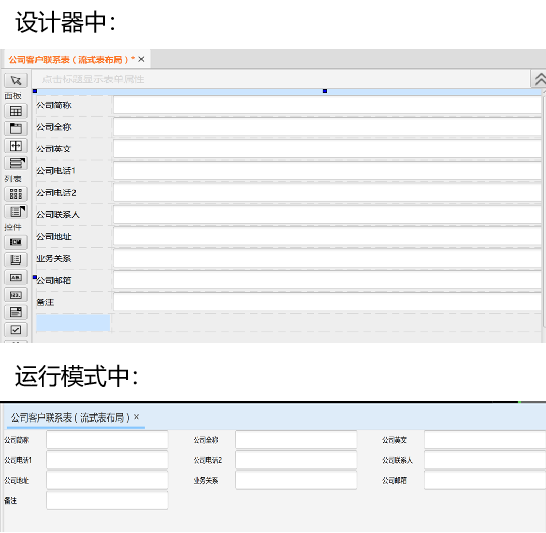 设计器中：
公司客户联系表（流式表布局）* ×
点击标题显示表单属性
面板
公司简称
公司全称
公司英文
公司电话1
列表
公司电话2
公司联系人
控件
公司地址
业务关系
公司邮箱
备注
运行模式中：
公司客户联系表（流式表布局） ×
公司简称 公司全称 公司英文
公司电话1 公司电话2 公司联系人
公司地址 业务关系 公司邮箱
备注